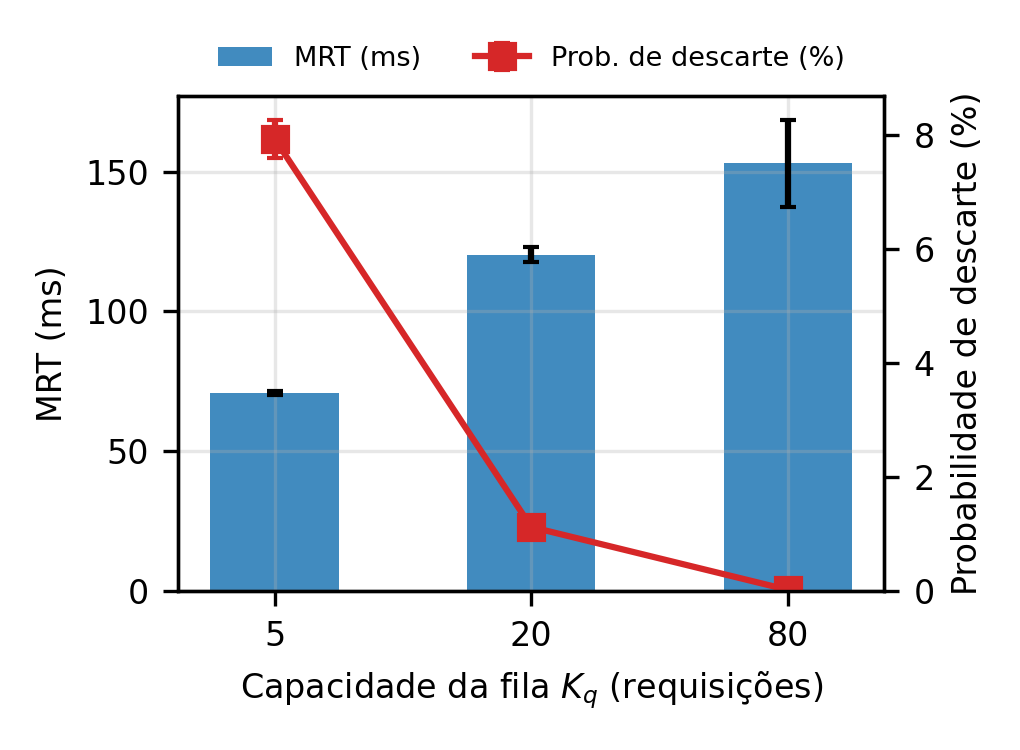 MRT (ms) Prob. de descarte (%)
MRT (ms)
150
100
50
0
8
6
4
2
0
Probabilidade de descarte (%)
5 20 80
Capacidade da fila K_q (requisições)